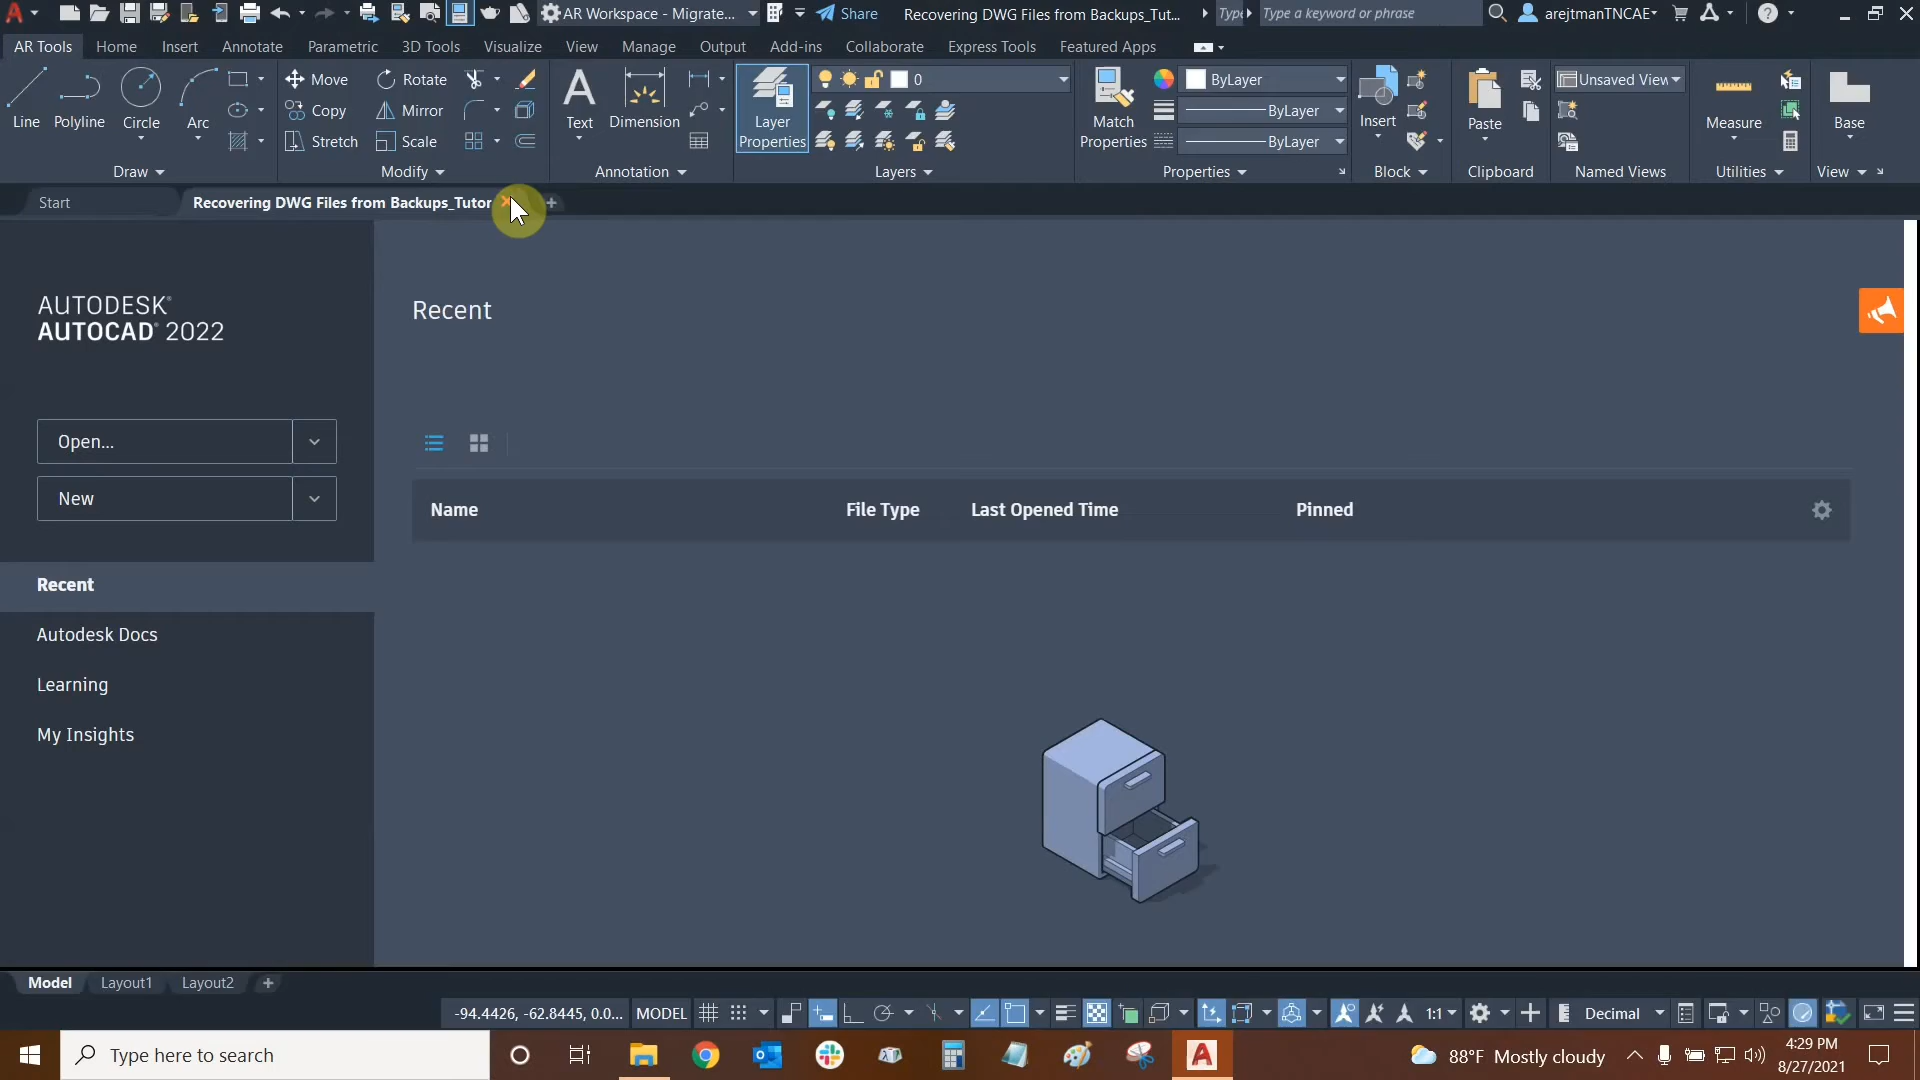 AR Workspace - Migrate...
Share
Recovering DWG Files from Backups_Tut...
Type a keyword or phrase
arejtmanTNCAE
AR Tools
Home
Insert
Annotate
Parametric
3D Tools
Visualize
View
Manage
Output
Add-ins
Collaborate
Express Tools
Featured Apps
Line
Polyline
Circle
Arc
Draw
Move
Rotate
Copy
Mirror
Stretch
Scale
Modify
Text
Dimension
Annotation
Layer
Properties
0
Layers
Match
Properties
ByLayer
ByLayer
ByLayer
Properties
Insert
Block
Paste
Clipboard
Unsaved View
Named Views
Measure
Utilities
Base
View
Start
Recovering DWG Files from Backups_Tutor
AUTODESK®
AUTOCAD® 2022
Open...
New
Recent
Autodesk Docs
Learning
My Insights
Recent
Name
File Type
Last Opened Time
Pinned
Model
Layout1
Layout2
-94.4426, -62.8445, 0.0...
MODEL
1:1
Decimal
Type here to search
88°F Mostly cloudy
4:29 PM
8/27/2021